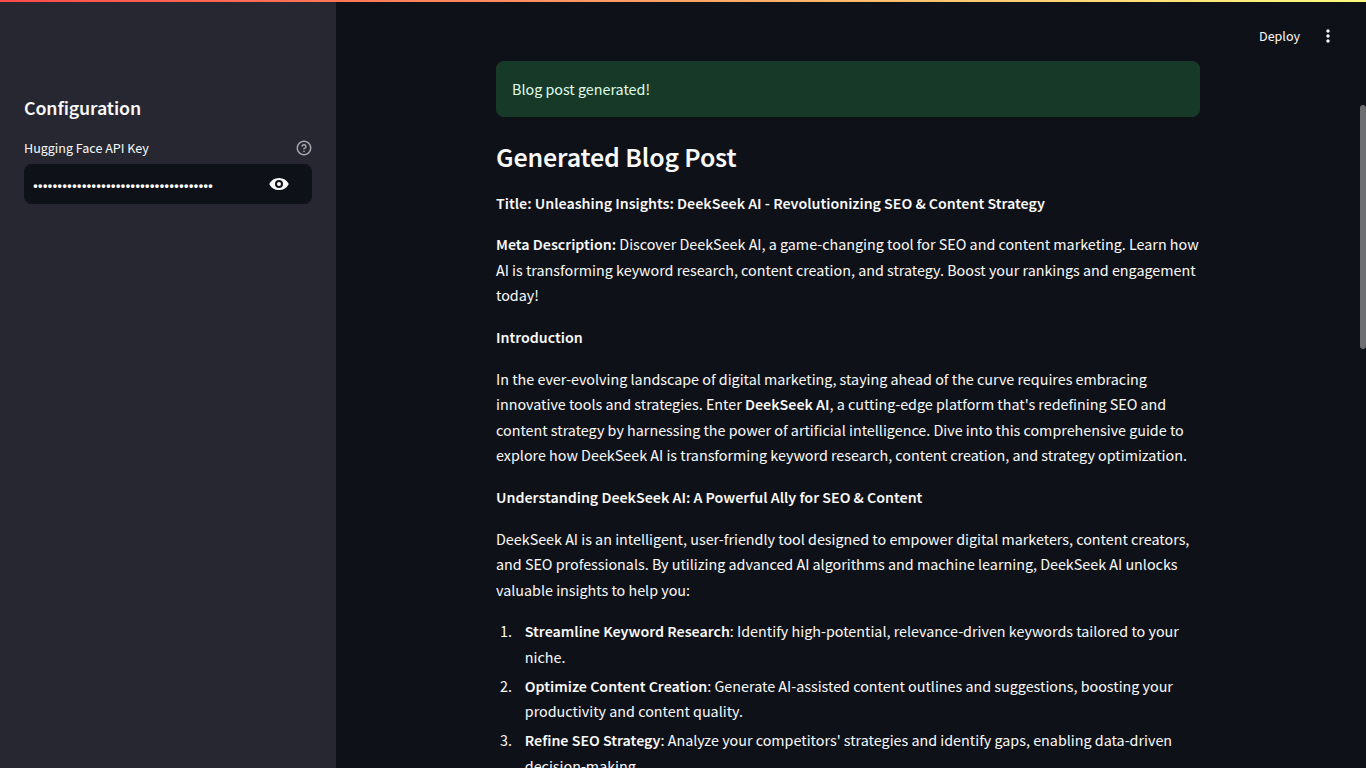 Deploy
Configuration
Hugging Face API Key
Blog post generated!
Generated Blog Post
Title: Unleashing Insights: DeekSeek AI - Revolutionizing SEO & Content Strategy
Meta Description: Discover DeekSeek AI, a game-changing tool for SEO and content marketing. Learn how
AI is transforming keyword research, content creation, and strategy. Boost your rankings and engagement
today!
Introduction
In the ever-evolving landscape of digital marketing, staying ahead of the curve requires embracing
innovative tools and strategies. Enter DeekSeek AI, a cutting-edge platform that's redefining SEO and
content strategy by harnessing the power of artificial intelligence. Dive into this comprehensive guide to
explore how DeekSeek AI is transforming keyword research, content creation, and strategy optimization.
Understanding DeekSeek AI: A Powerful Ally for SEO & Content
DeekSeek AI is an intelligent, user-friendly tool designed to empower digital marketers, content creators,
and SEO professionals. By utilizing advanced AI algorithms and machine learning, DeekSeek AI unlocks
valuable insights to help you:
1. Streamline Keyword Research: Identify high-potential, relevance-driven keywords tailored to your
niche.
2. Optimize Content Creation: Generate AI-assisted content outlines and suggestions, boosting your
productivity and content quality.
3. Refine SEO Strategy: Analyze your competitors' strategies and identify gaps, enabling data-driven
decision-making.